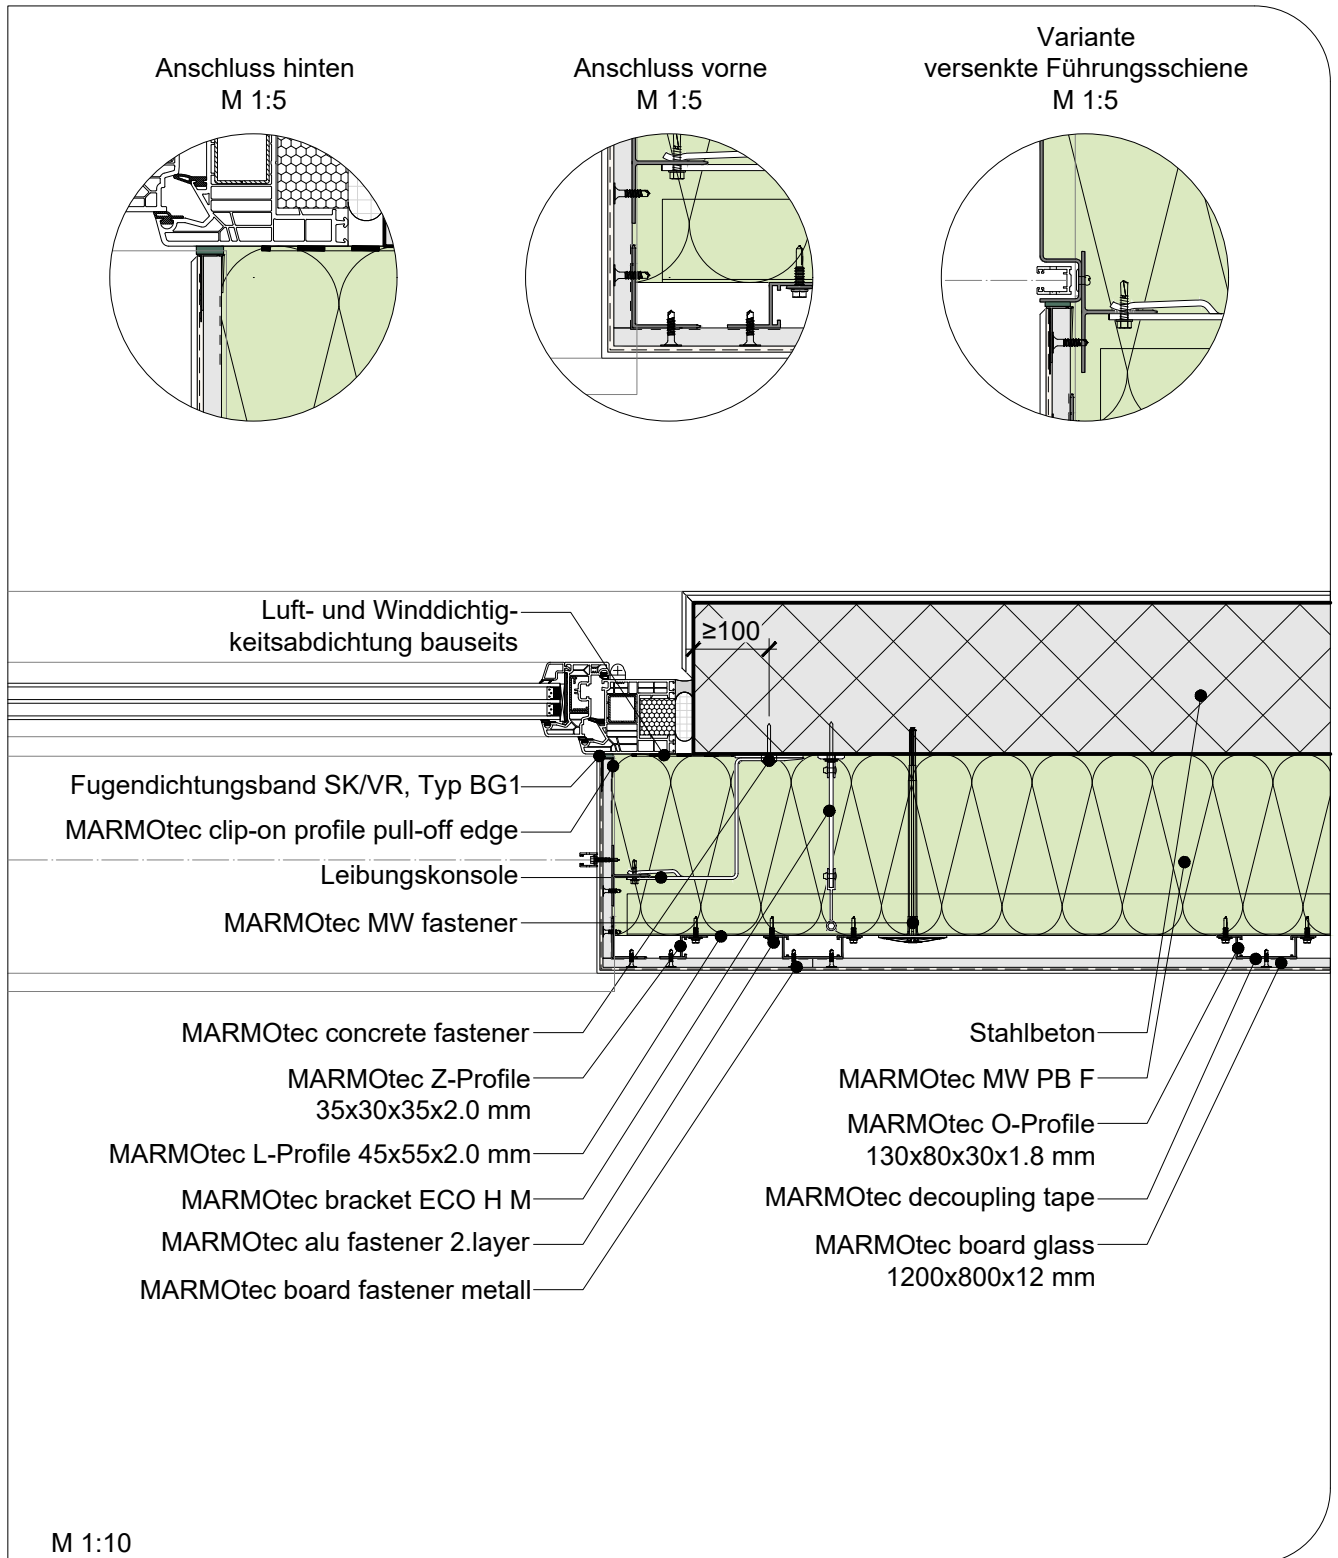 Anschluss hinten
M 1:5
Anschluss vorne
M 1:5
Variante
versenkte Führungsschiene
M 1:5
Luft- und Winddichtig-
keitsabdichtung bauseits
≥100
Fugendichtungsband SK/VR, Typ BG1
MARMOtec clip-on profile pull-off edge
Leibungskonsole
MARMOtec MW fastener
MARMOtec concrete fastener
MARMOtec Z-Profile
35x30x35x2.0 mm
MARMOtec L-Profile 45x55x2.0 mm
MARMOtec bracket ECO H M
MARMOtec alu fastener 2.layer
MARMOtec board fastener metall
Stahlbeton
MARMOtec MW PB F
MARMOtec O-Profile
130x80x30x1.8 mm
MARMOtec decoupling tape
MARMOtec board glass
1200x800x12 mm
M 1:10